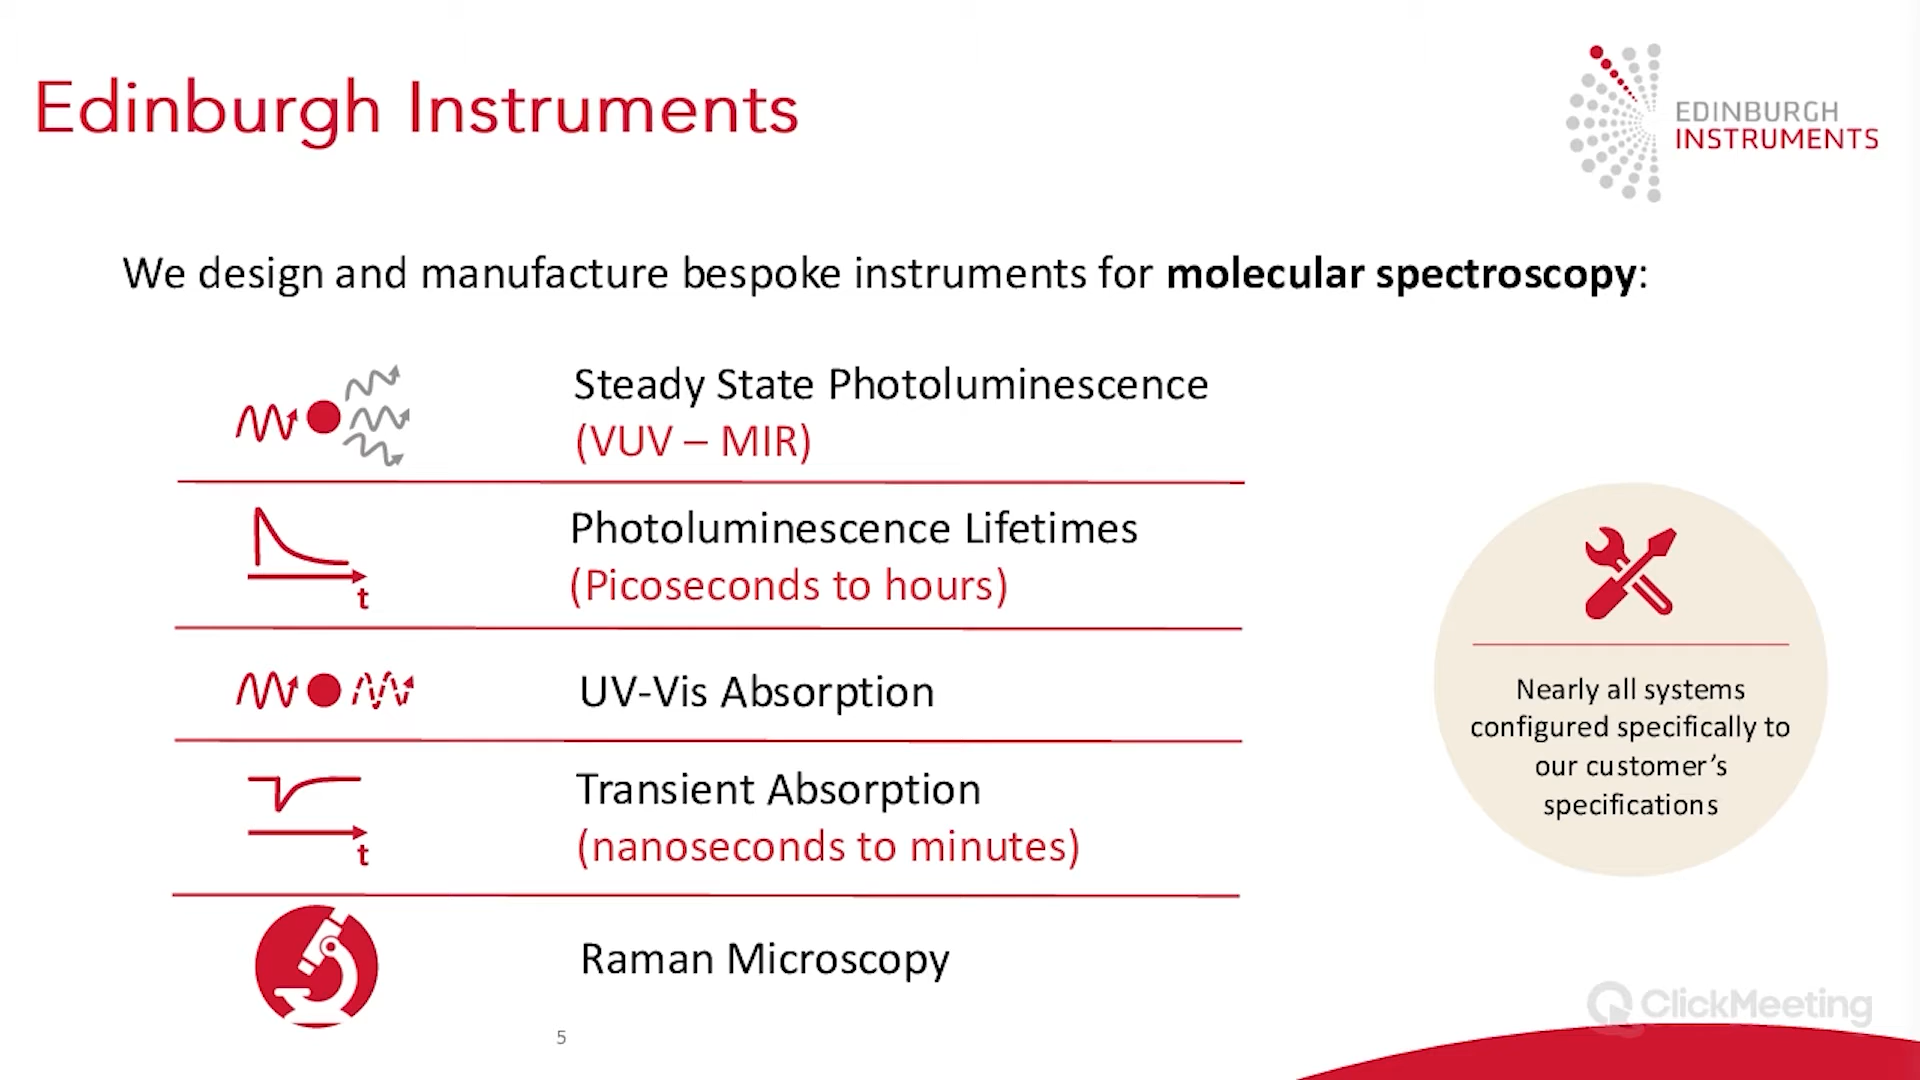 Edinburgh Instruments
EDINBURGH
INSTRUMENTS
We design and manufacture bespoke instruments for molecular spectroscopy:
Steady State Photoluminescence
(VUV – MIR)
t
Photoluminescence Lifetimes
(Picoseconds to hours)
UV-Vis Absorption
t
Transient Absorption
(nanoseconds to minutes)
Raman Microscopy
Nearly all systems
configured specifically to
our customer’s
specifications
ClickMeeting
5